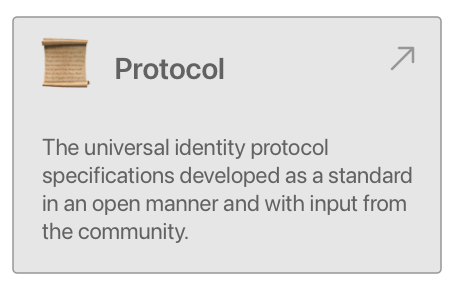 Protocol
The universal identity protocol
specifications developed as a standard
in an open manner and with input from
the community.